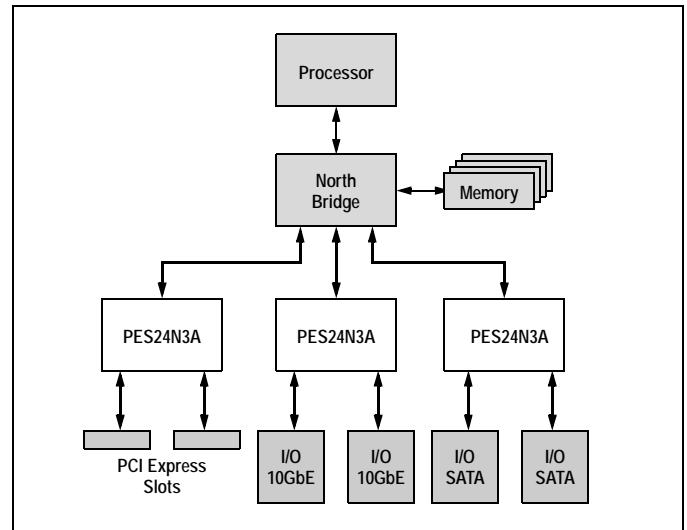 Processor
North
Bridge
Memory
PES24N3A
PES24N3A
PES24N3A
PCI Express
Slots
I/O
10GbE
I/O
10GbE
I/O
SATA
I/O
SATA